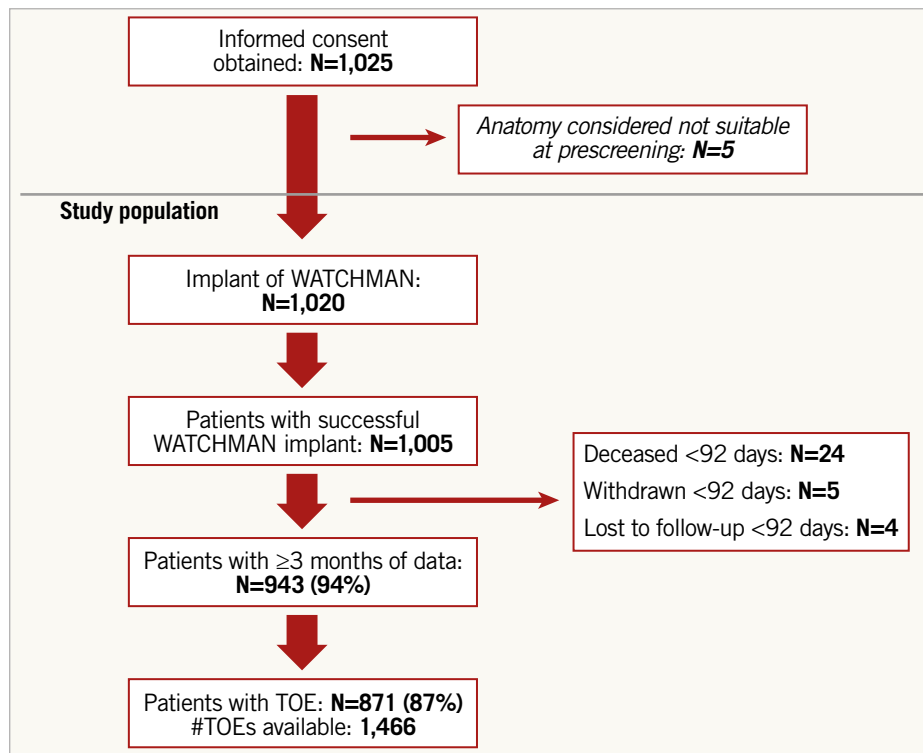 Informed consent
obtained: N=1,025
Anatomy considered not suitable
at prescreening: N=5
Study population
Implant of WATCHMAN:
N=1,020
Patients with successful
WATCHMAN implant: N=1,005
Deceased <92 days: N=24
Withdrawn <92 days: N=5
Lost to follow-up <92 days: N=4
Patients with ≥3 months of data:
N=943 (94%)
Patients with TOE: N=871 (87%)
#TOEs available: 1,466